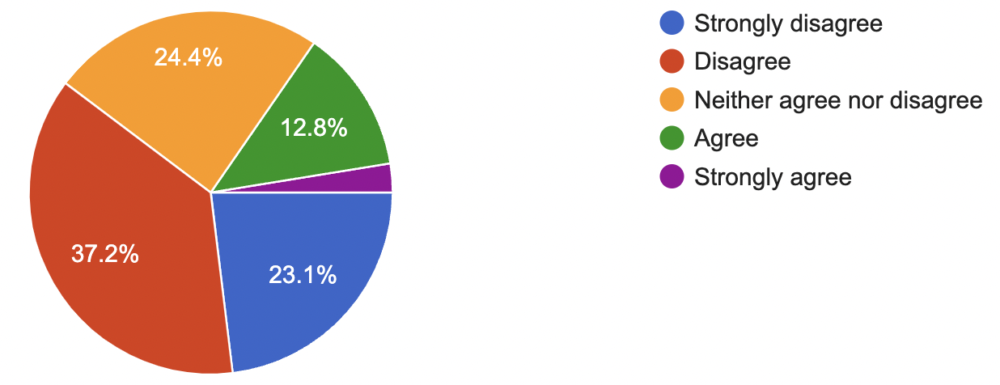 Strongly disagree
Disagree
Neither agree nor disagree
Agree
Strongly agree
24.4%
12.8%
37.2%
23.1%